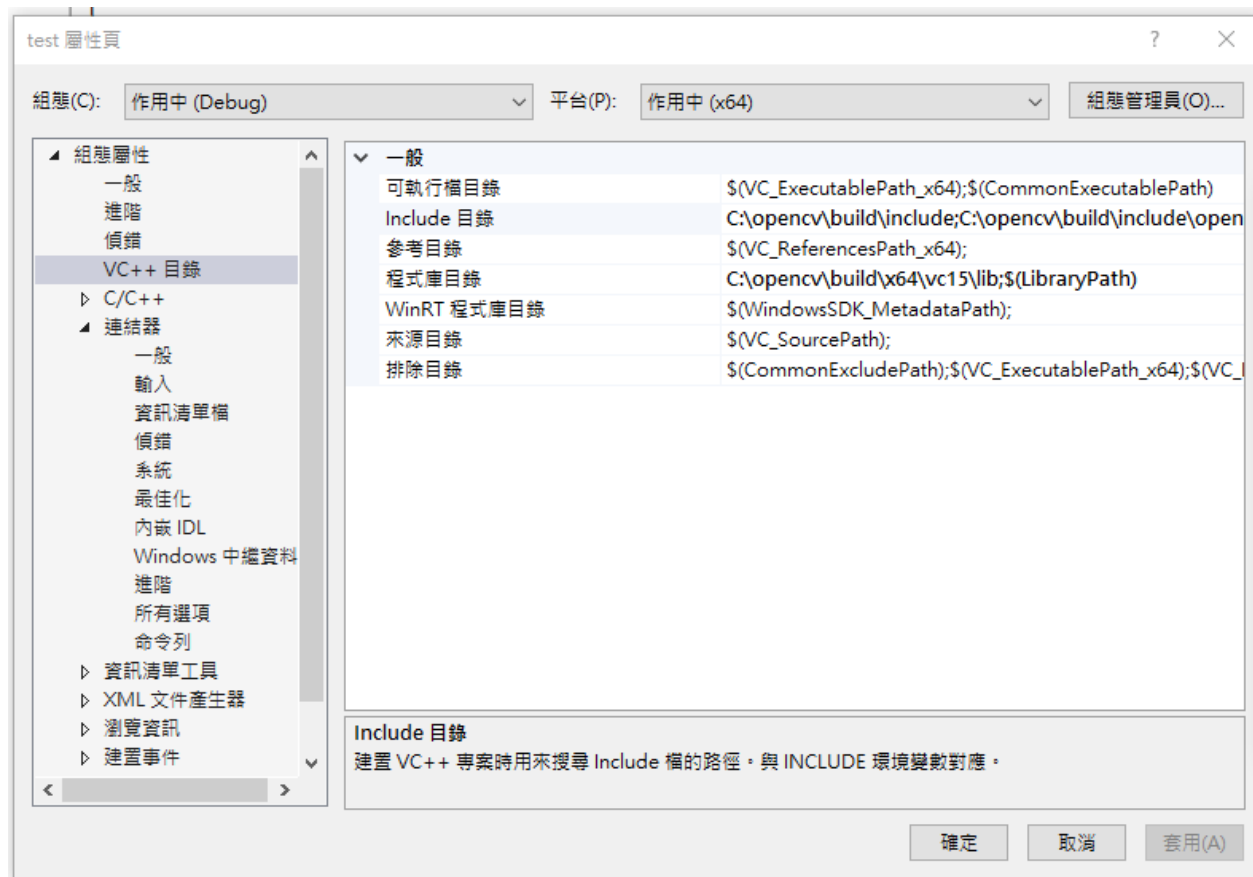 test 屬性頁
組態(C): 作用中 (Debug) 平台(P): 作用中 (x64) 組態管理員(O)...
組態屬性
一般
進階
偵錯
VC++ 目錄
C/C++
連結器
一般
輸入
資訊清單檔
偵錯
系統
最佳化
內嵌 IDL
Windows 中繼資料
進階
所有選項
命令列
資訊清單工具
XML 文件產生器
瀏覽資訊
建置事件
一般
可執行檔目錄 $(VC_ExecutablePath_x64);$(CommonExecutablePath)
Include 目錄 C:\opencv\build\include;C:\opencv\build\include\open
參考目錄 $(VC_ReferencesPath_x64);
程式庫目錄 C:\opencv\build\x64\vc15\lib;$(LibraryPath)
WinRT 程式庫目錄 $(WindowsSDK_MetadataPath);
來源目錄 $(VC_SourcePath);
排除目錄 $(CommonExcludePath);$(VC_ExecutablePath_x64);$(VC_
Include 目錄
建置 VC++ 專案時用來搜尋 Include 檔的路徑。與 INCLUDE 環境變數對應。
確定 取消 套用(A)